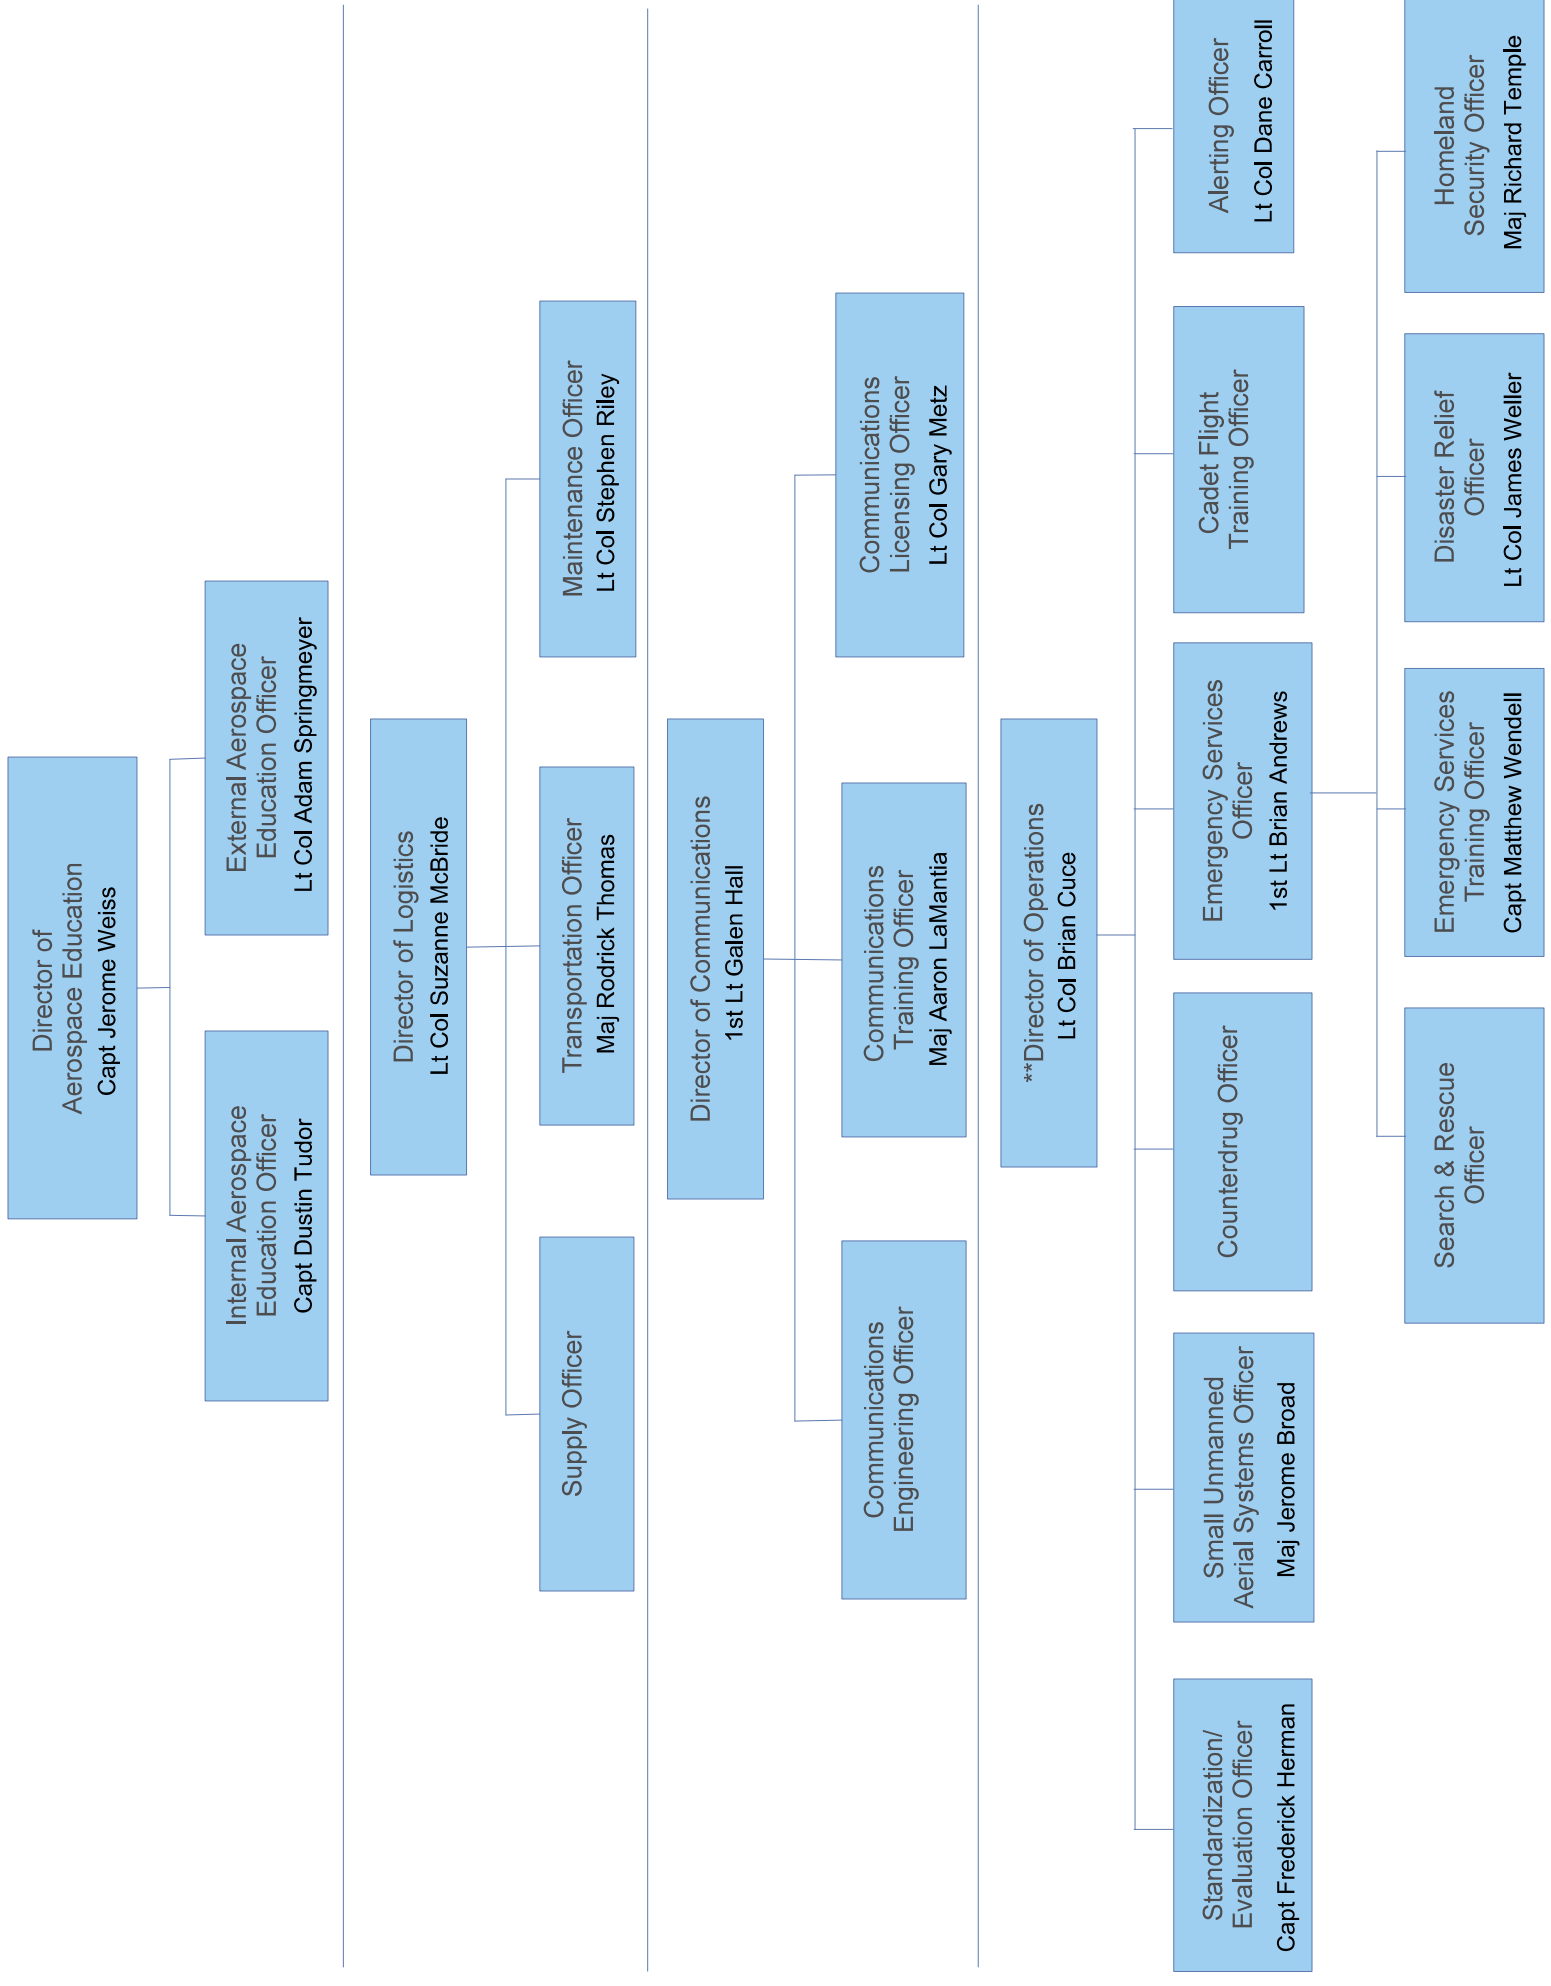 Director of
Aerospace Education
Capt Jerome Weiss
Internal Aerospace
Education Officer
Capt Dustin Tudor
External Aerospace
Education Officer
Lt Col Adam Springmeyer
Director of Logistics
Lt Col Suzanne McBride
Supply Officer
Transportation Officer
Maj Rodrick Thomas
Maintenance Officer
Lt Col Stephen Riley
Director of Communications
1st Lt Galen Hall
Communications
Engineering Officer
Communications
Training Officer
Maj Aaron LaMantia
Communications
Licensing Officer
Lt Col Gary Metz
**Director of Operations
Lt Col Brian Cuce
Standardization/
Evaluation Officer
Capt Frederick Herman
Small Unmanned
Aerial Systems Officer
Maj Jerome Broad
Counterdrug Officer
Emergency Services
Officer
1st Lt Brian Andrews
Cadet Flight
Training Officer
Alerting Officer
Lt Col Dane Carroll
Search & Rescue
Officer
Emergency Services
Training Officer
Capt Matthew Wendell
Disaster Relief
Officer
Lt Col James Weller
Homeland
Security Officer
Maj Richard Temple